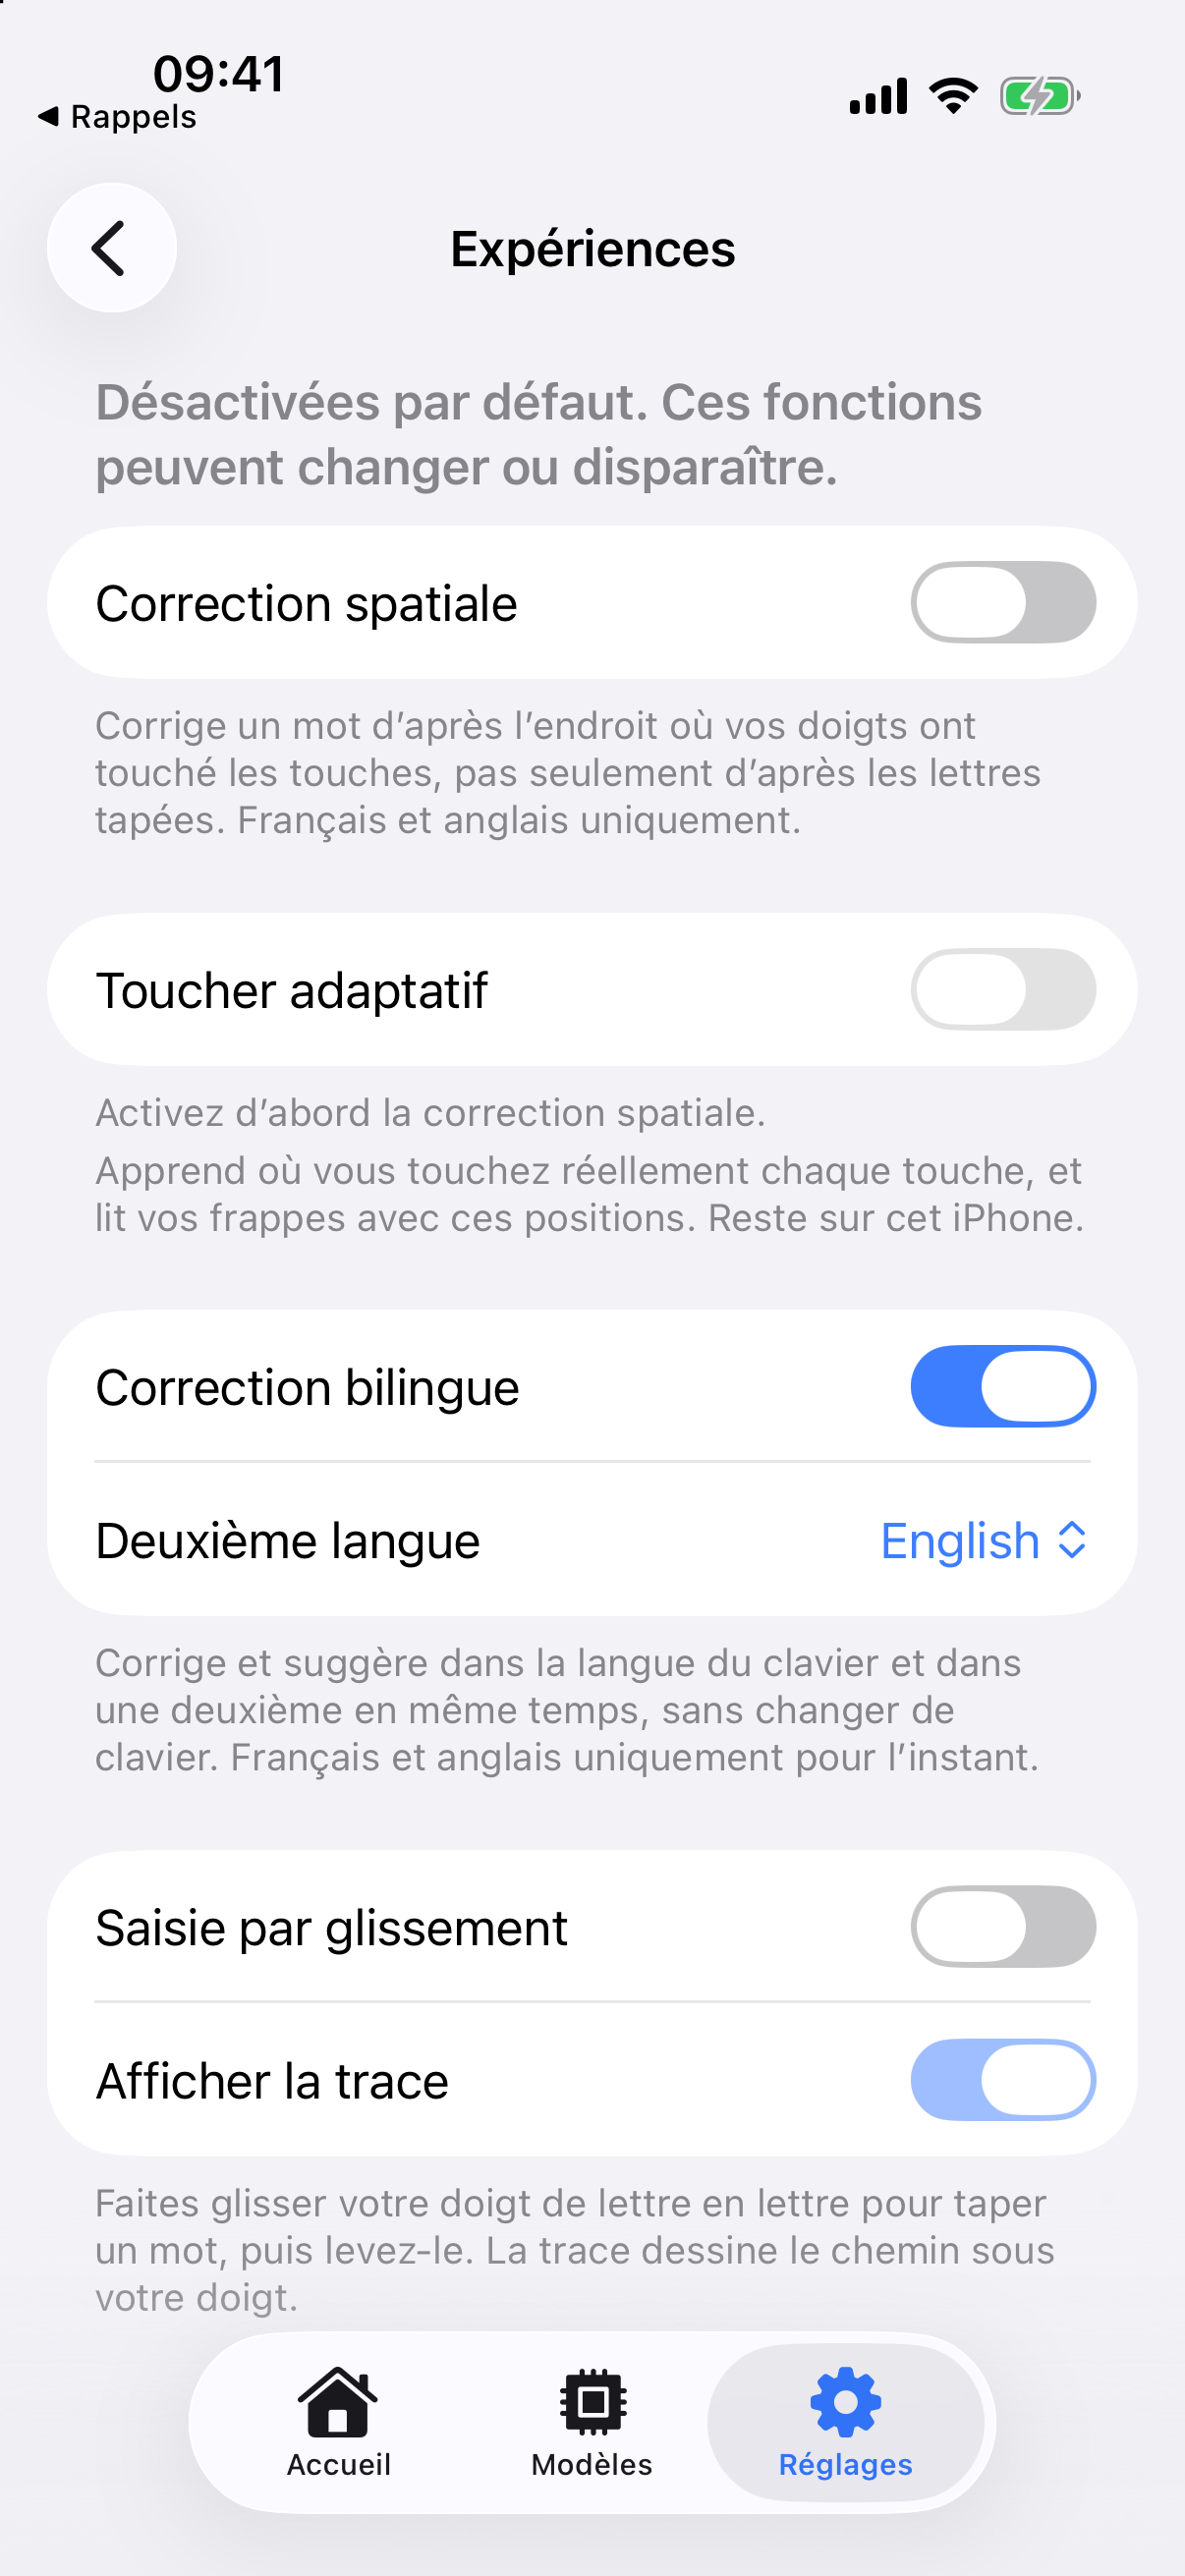 09:41
Rappels
Expériences
Désactivées par défaut. Ces fonctions
peuvent changer ou disparaître.
Correction spatiale
Corrige un mot d’après l’endroit où vos doigts ont
touché les touches, pas seulement d’après les lettres
tapées. Français et anglais uniquement.
Toucher adaptatif
Activez d’abord la correction spatiale.
Apprend où vous touchez réellement chaque touche, et
lit vos frappes avec ces positions. Reste sur cet iPhone.
Correction bilingue
Deuxième langue English
Corrige et suggère dans la langue du clavier et dans
une deuxième en même temps, sans changer de
clavier. Français et anglais uniquement pour l’instant.
Saisie par glissement
Afficher la trace
Faites glisser votre doigt de lettre en lettre pour taper
un mot, puis levez-le. La trace dessine le chemin sous
votre doigt.
Accueil Modèles Réglages